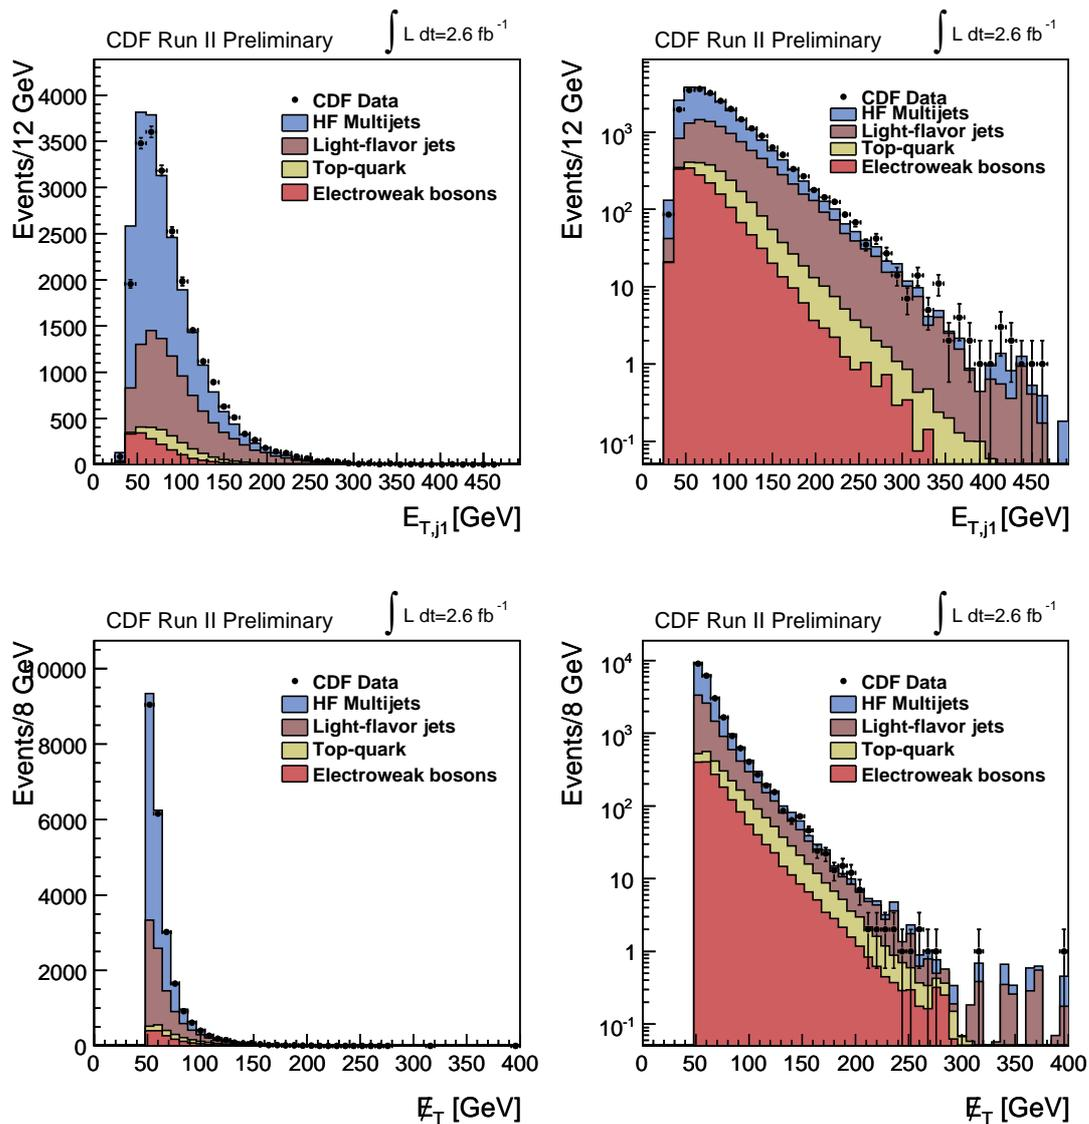 CDF Run II Preliminary ∫ L dt=2.6 fb⁻¹
Events/12 GeV
4000
3500
3000
2500
2000
1500
1000
500
0
CDF Data
HF Multijets
Light-flavor jets
Top-quark
Electroweak bosons
0 50 100 150 200 250 300 350 400 450
E_T,j1 [GeV]
CDF Run II Preliminary ∫ L dt=2.6 fb⁻¹
Events/12 GeV
10³
10²
10
1
10⁻¹
CDF Data
HF Multijets
Light-flavor jets
Top-quark
Electroweak bosons
0 50 100 150 200 250 300 350 400 450
E_T,j1 [GeV]
CDF Run II Preliminary ∫ L dt=2.6 fb⁻¹
Events/8 GeV
10000
8000
6000
4000
2000
0
CDF Data
HF Multijets
Light-flavor jets
Top-quark
Electroweak bosons
0 50 100 150 200 250 300 350 400
E̸_T [GeV]
CDF Run II Preliminary ∫ L dt=2.6 fb⁻¹
Events/8 GeV
10⁴
10³
10²
10
1
10⁻¹
CDF Data
HF Multijets
Light-flavor jets
Top-quark
Electroweak bosons
0 50 100 150 200 250 300 350 400
E̸_T [GeV]